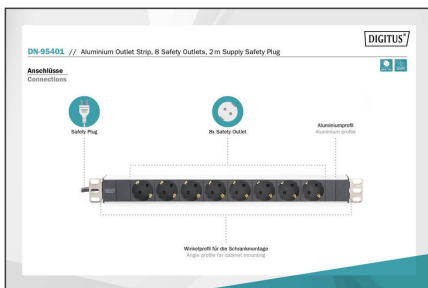 DIGITUS®
DN-95401 // Aluminium Outlet Strip, 8 Safety Outlets, 2 m Supply Safety Plug
Anschlüsse
Connections
Safety Plug
8x Safety Outlet
Aluminiumprofil
Aluminium profile
Winkelprofil für die Schrankmontage
Angle profile for cabinet mounting